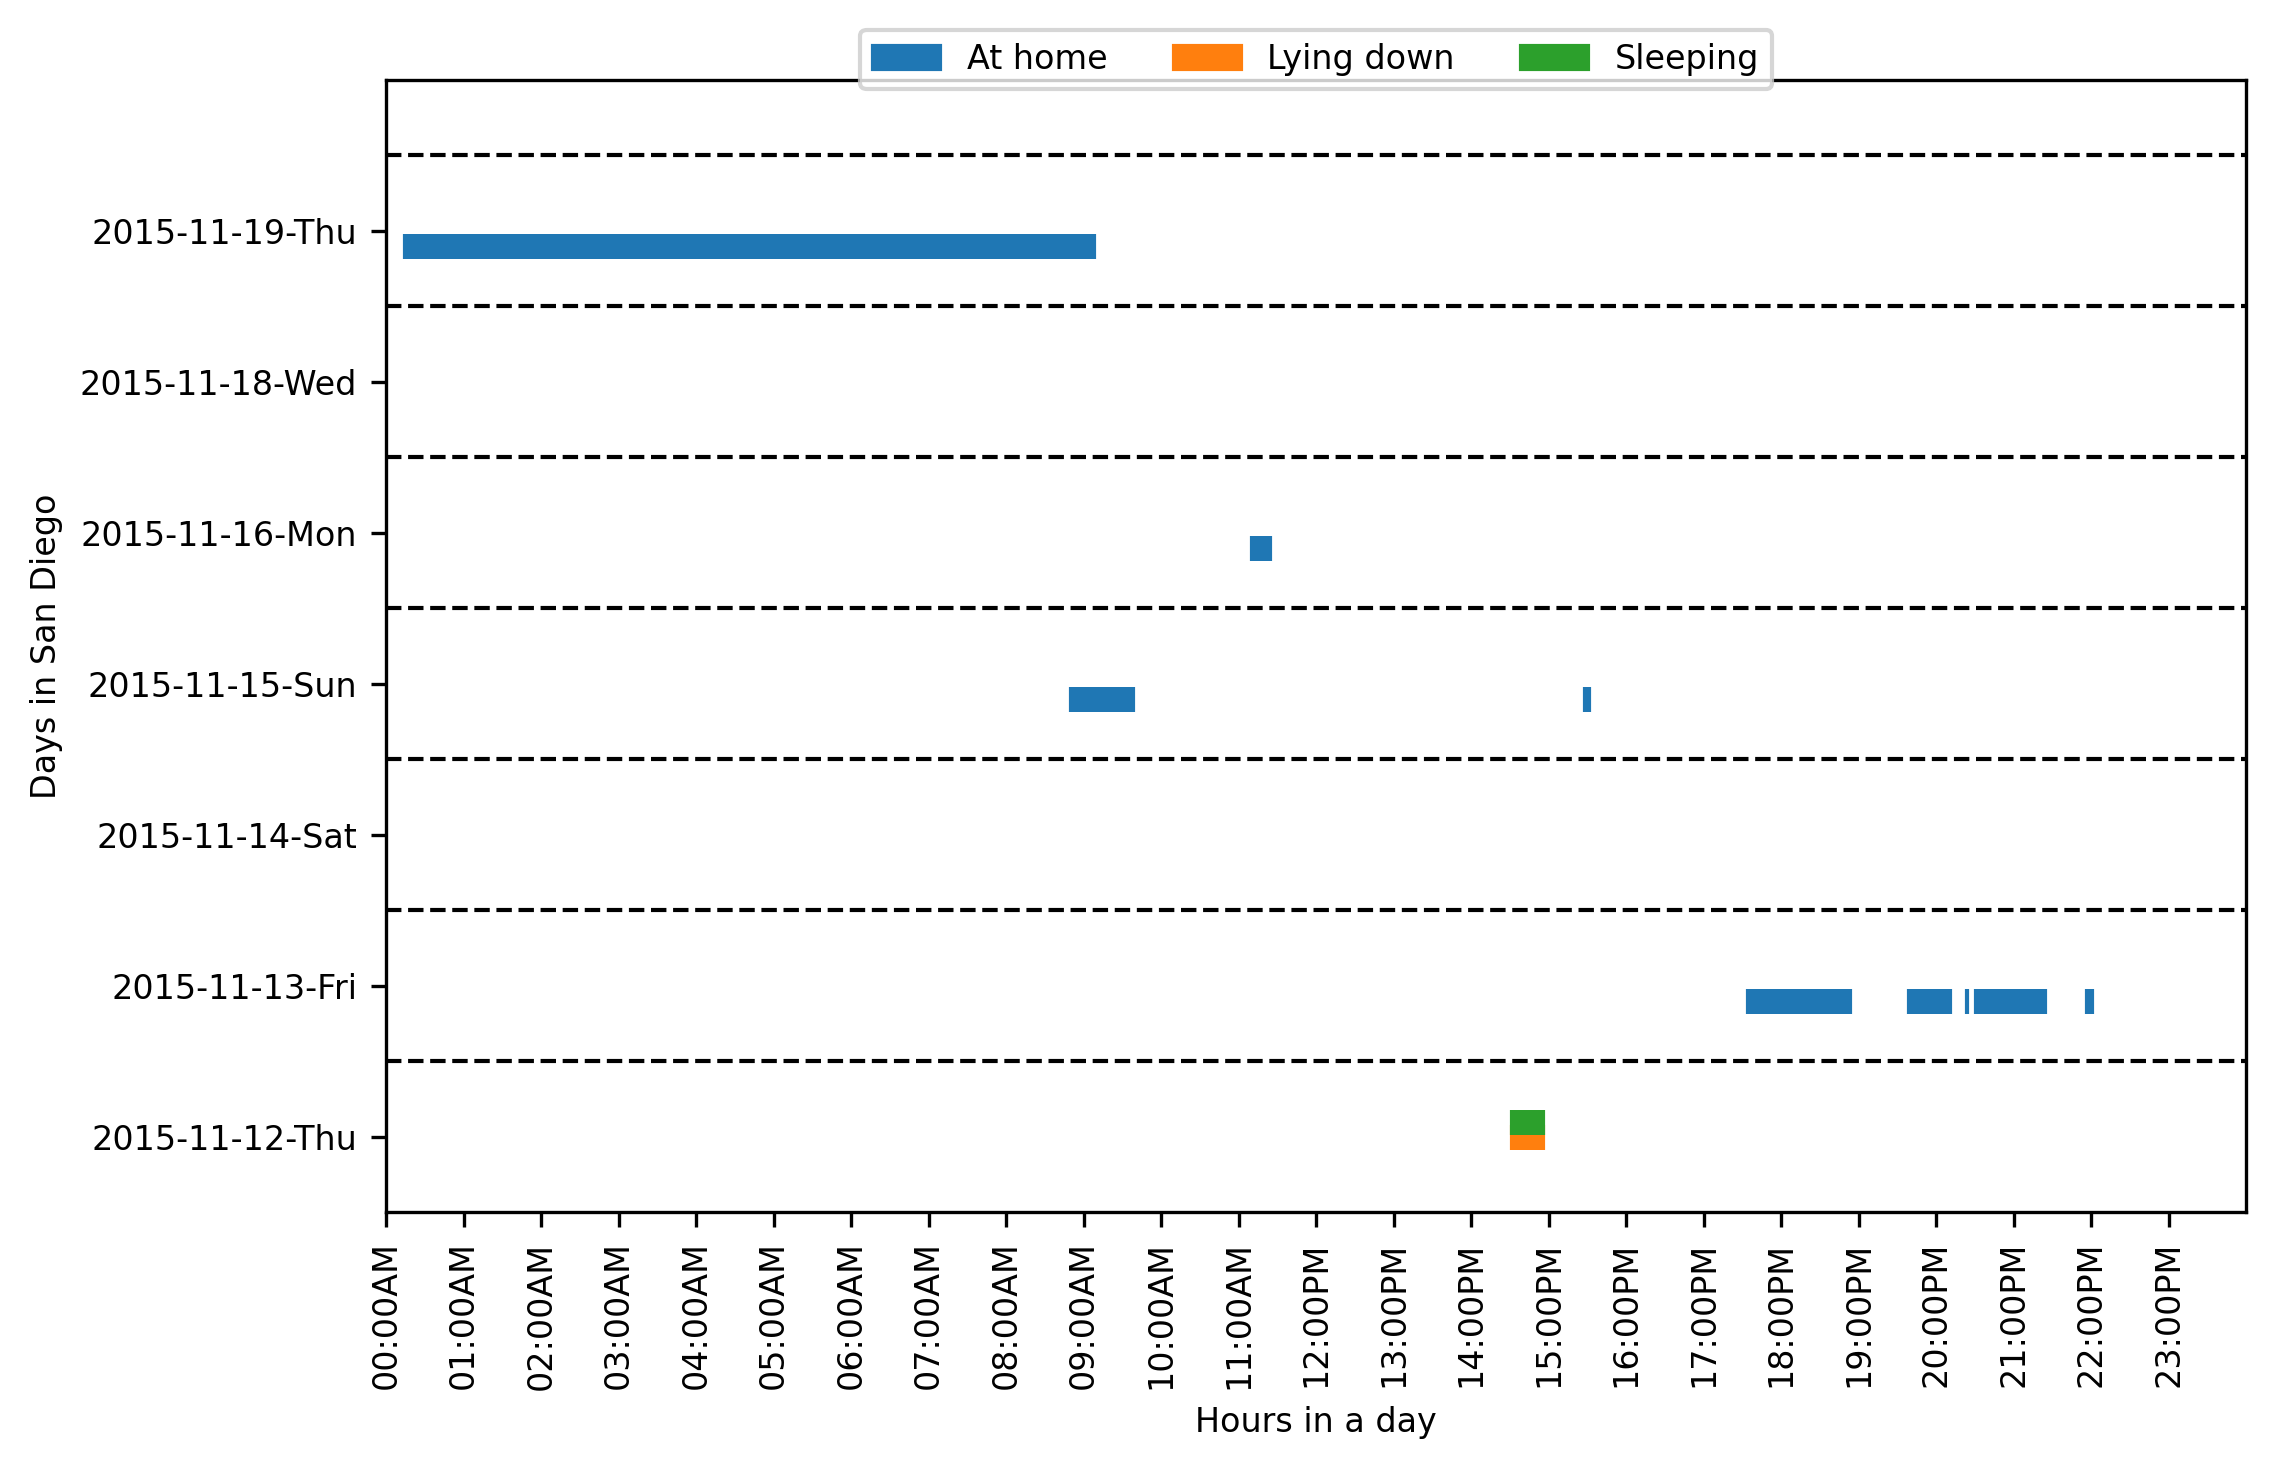 At home Lying down Sleeping
Days in San Diego
2015-11-19-Thu
2015-11-18-Wed
2015-11-16-Mon
2015-11-15-Sun
2015-11-14-Sat
2015-11-13-Fri
2015-11-12-Thu
00:00AM
01:00AM
02:00AM
03:00AM
04:00AM
05:00AM
06:00AM
07:00AM
08:00AM
09:00AM
10:00AM
11:00AM
12:00PM
13:00PM
14:00PM
15:00PM
16:00PM
17:00PM
18:00PM
19:00PM
20:00PM
21:00PM
22:00PM
23:00PM
Hours in a day